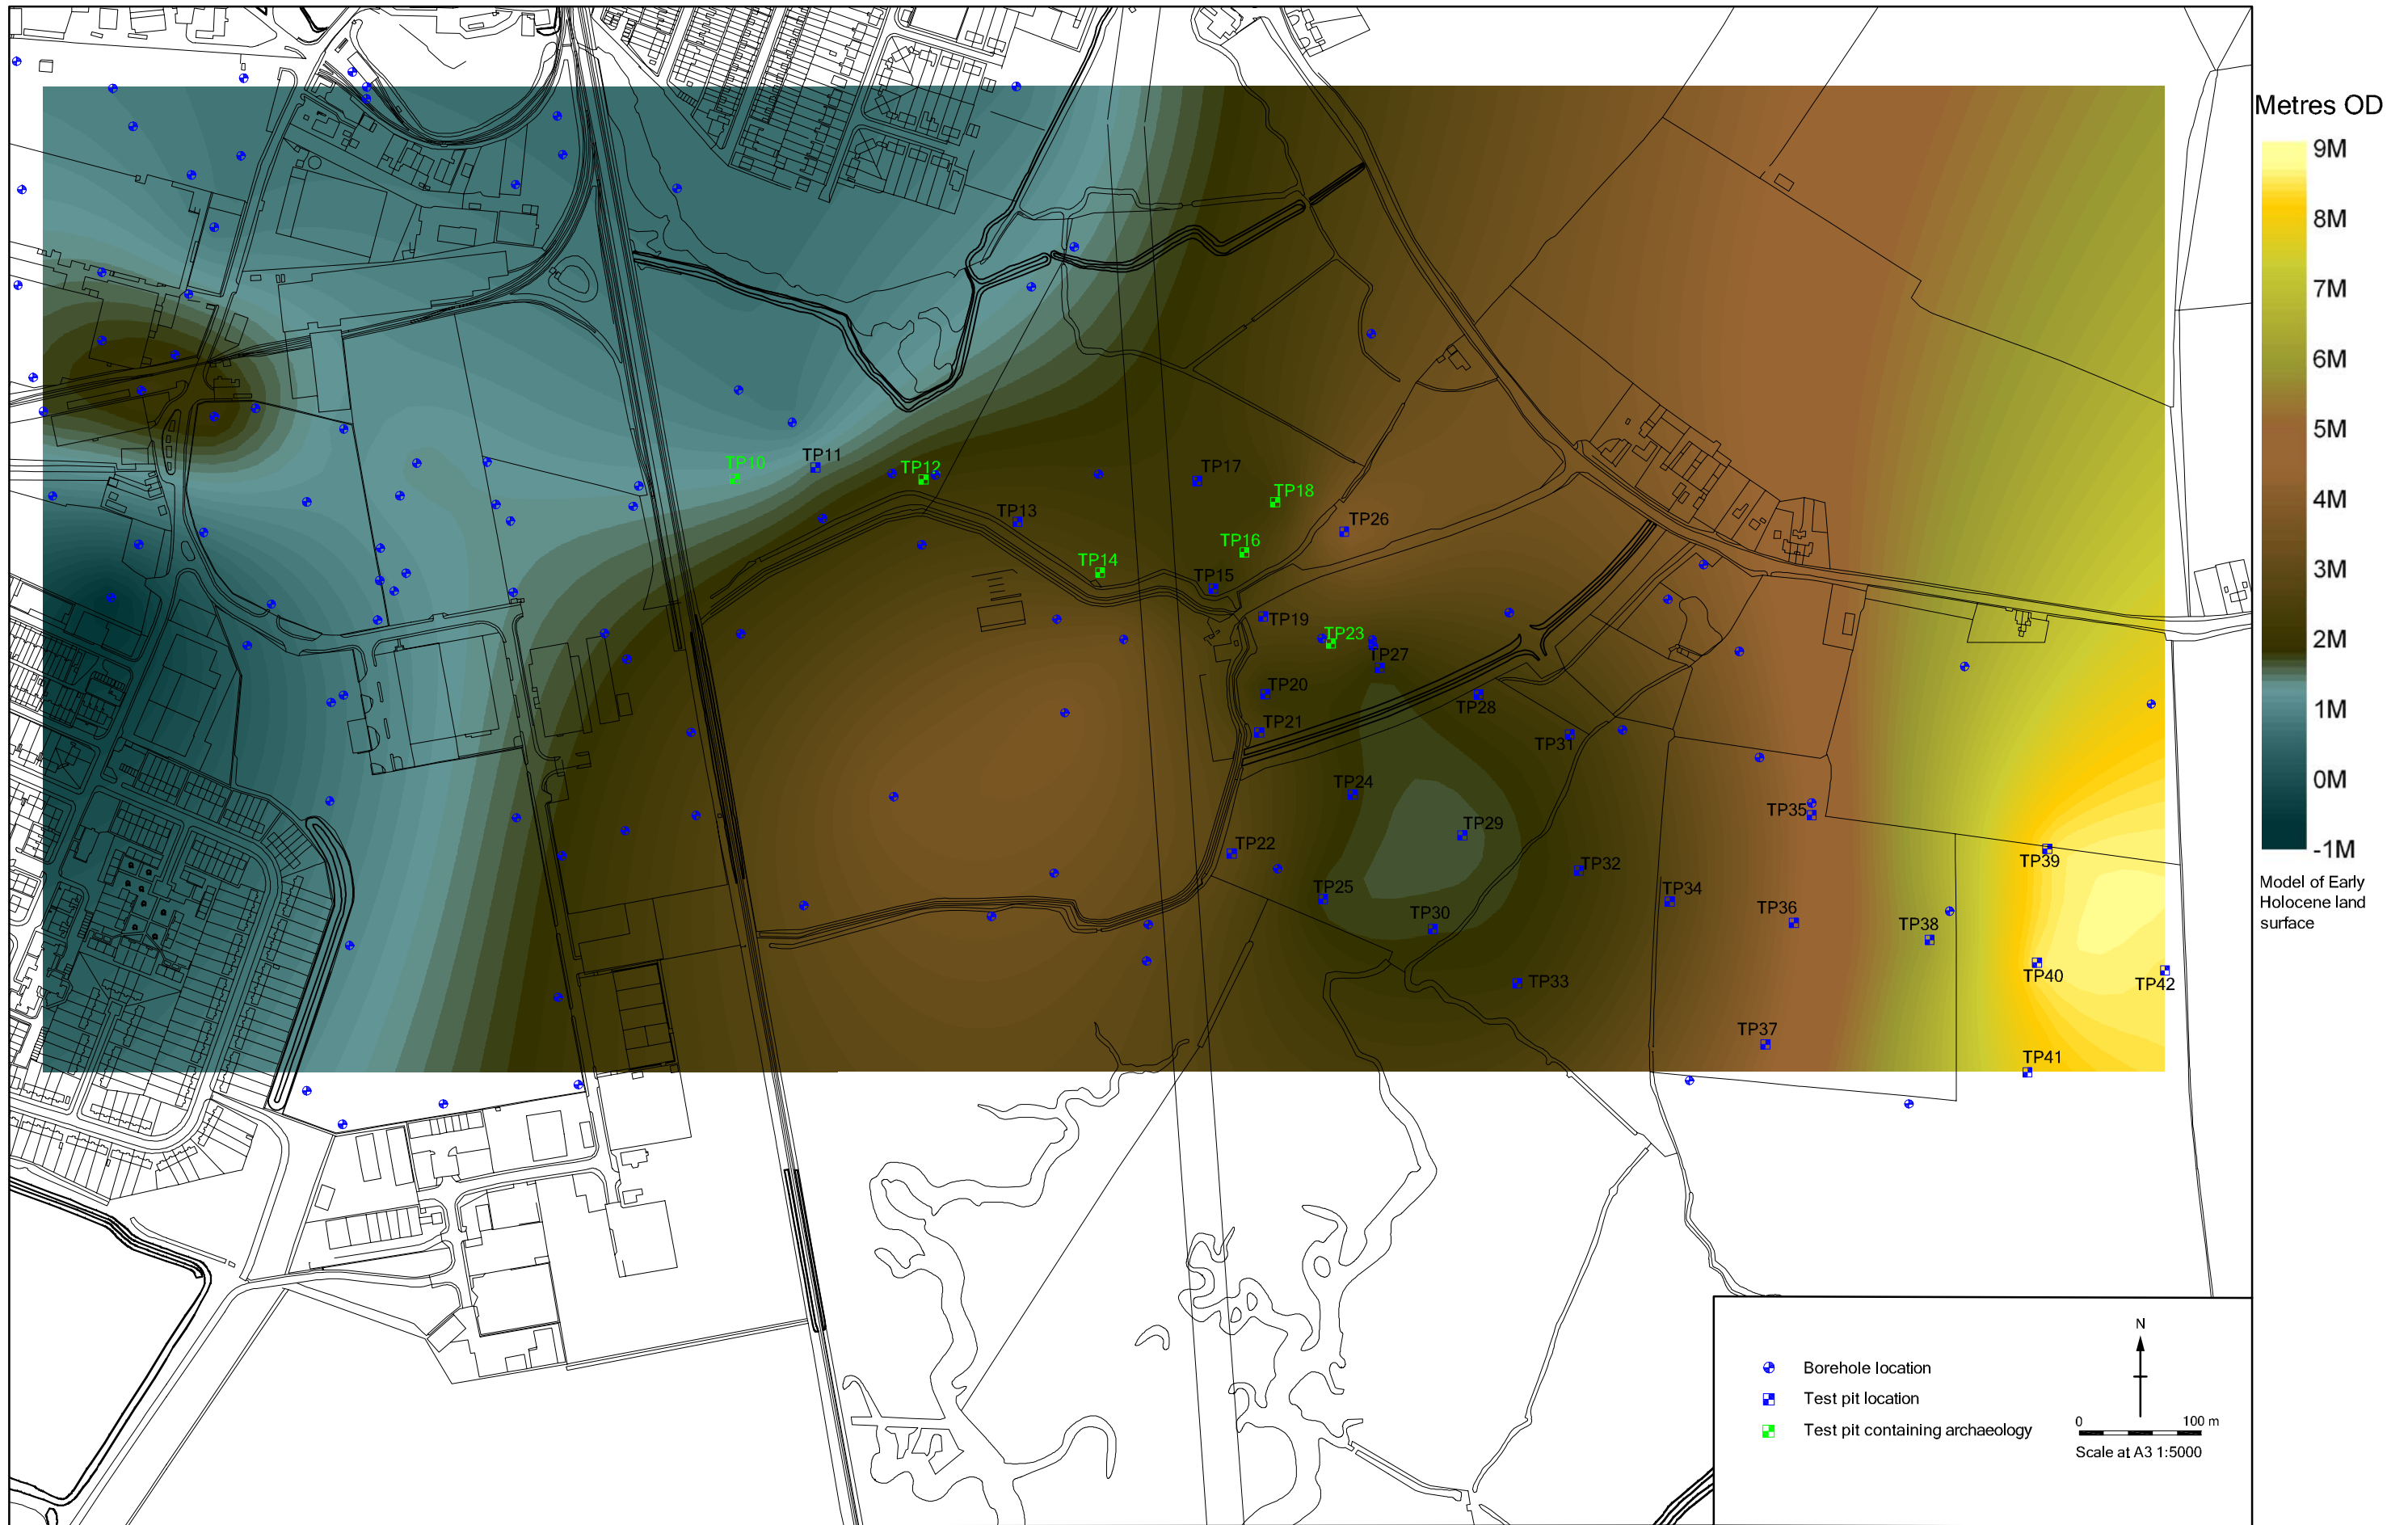 Metres OD
9M
8M
7M
6M
5M
4M
3M
2M
1M
0M
-1M
Model of Early
Holocene land
surface
TP10
TP11
TP12
TP17
TP18
TP13
TP26
TP16
TP14
TP15
TP19
TP23
TP27
TP20
TP28
TP21
TP31
TP24
TP35
TP29
TP22
TP39
TP32
TP25
TP34
TP30
TP36
TP38
TP40
TP33
TP42
TP37
TP41
N
Borehole location
Test pit location
Test pit containing archaeology
0 100 m
Scale at A3 1:5000